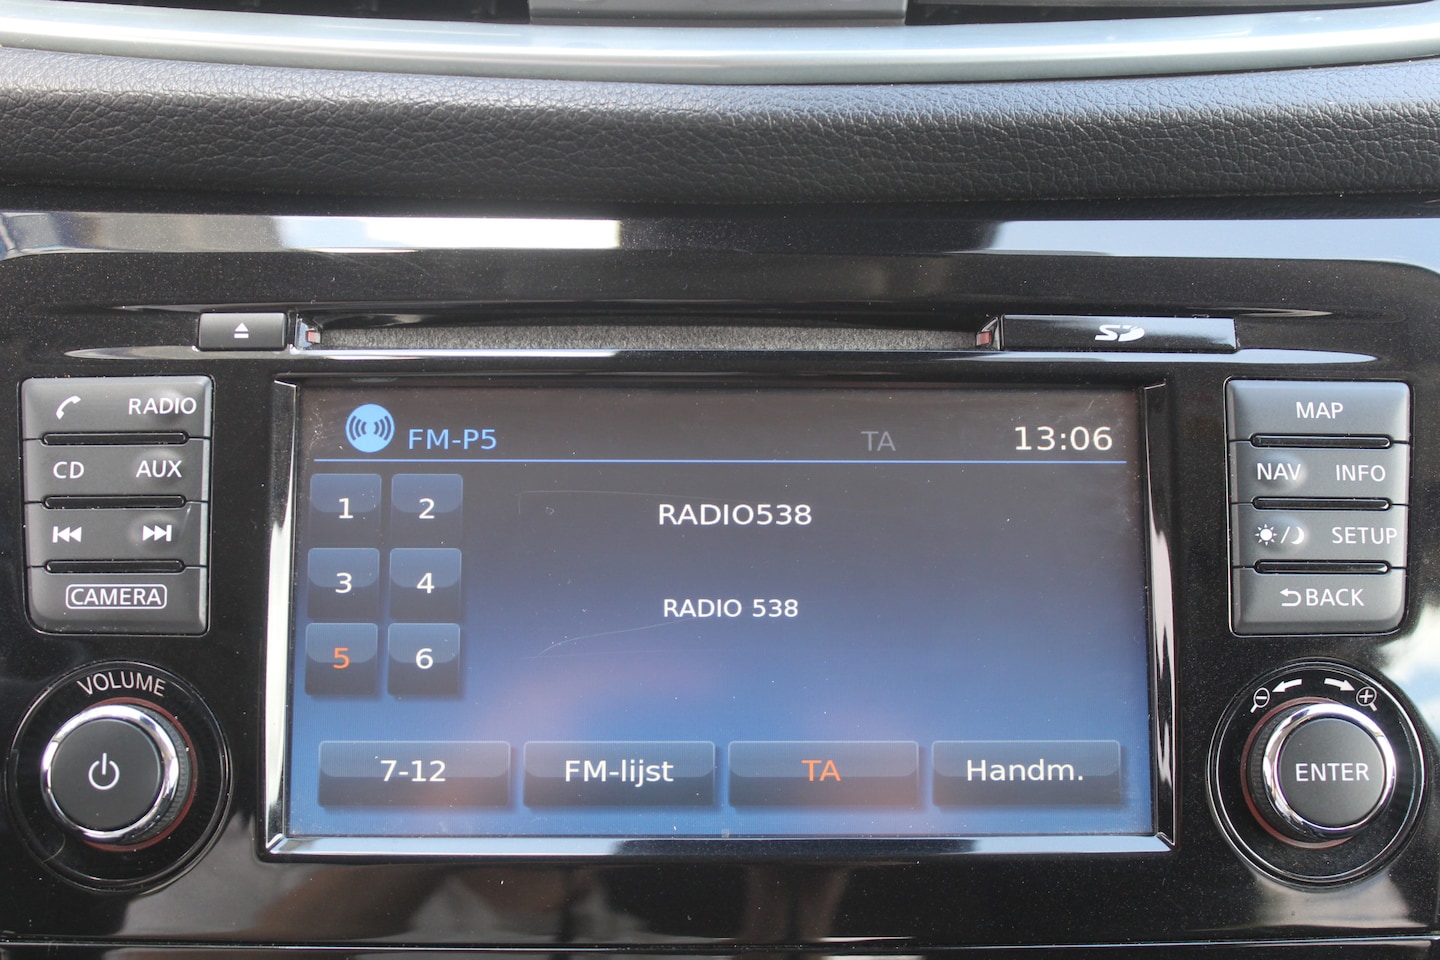 SD
RADIO
CD AUX
CAMERA
VOLUME
FM-P5 TA 13:06
1 2
3 4
5 6
RADIO538
RADIO 538
7-12 FM-lijst TA Handm.
MAP
NAV INFO
/ SETUP
BACK
ENTER